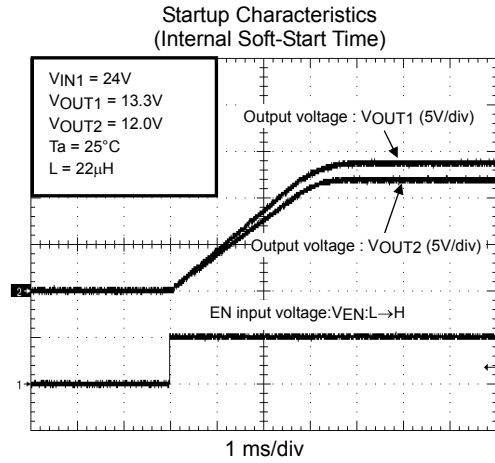 Startup Characteristics
(Internal Soft-Start Time)
VIN1 = 24V
VOUT1 = 13.3V
VOUT2 = 12.0V
Ta = 25°C
L = 22µH
Output voltage : VOUT1 (5V/div)
Output voltage : VOUT2 (5V/div)
2
EN input voltage:VEN:L→H
1
1 ms/div